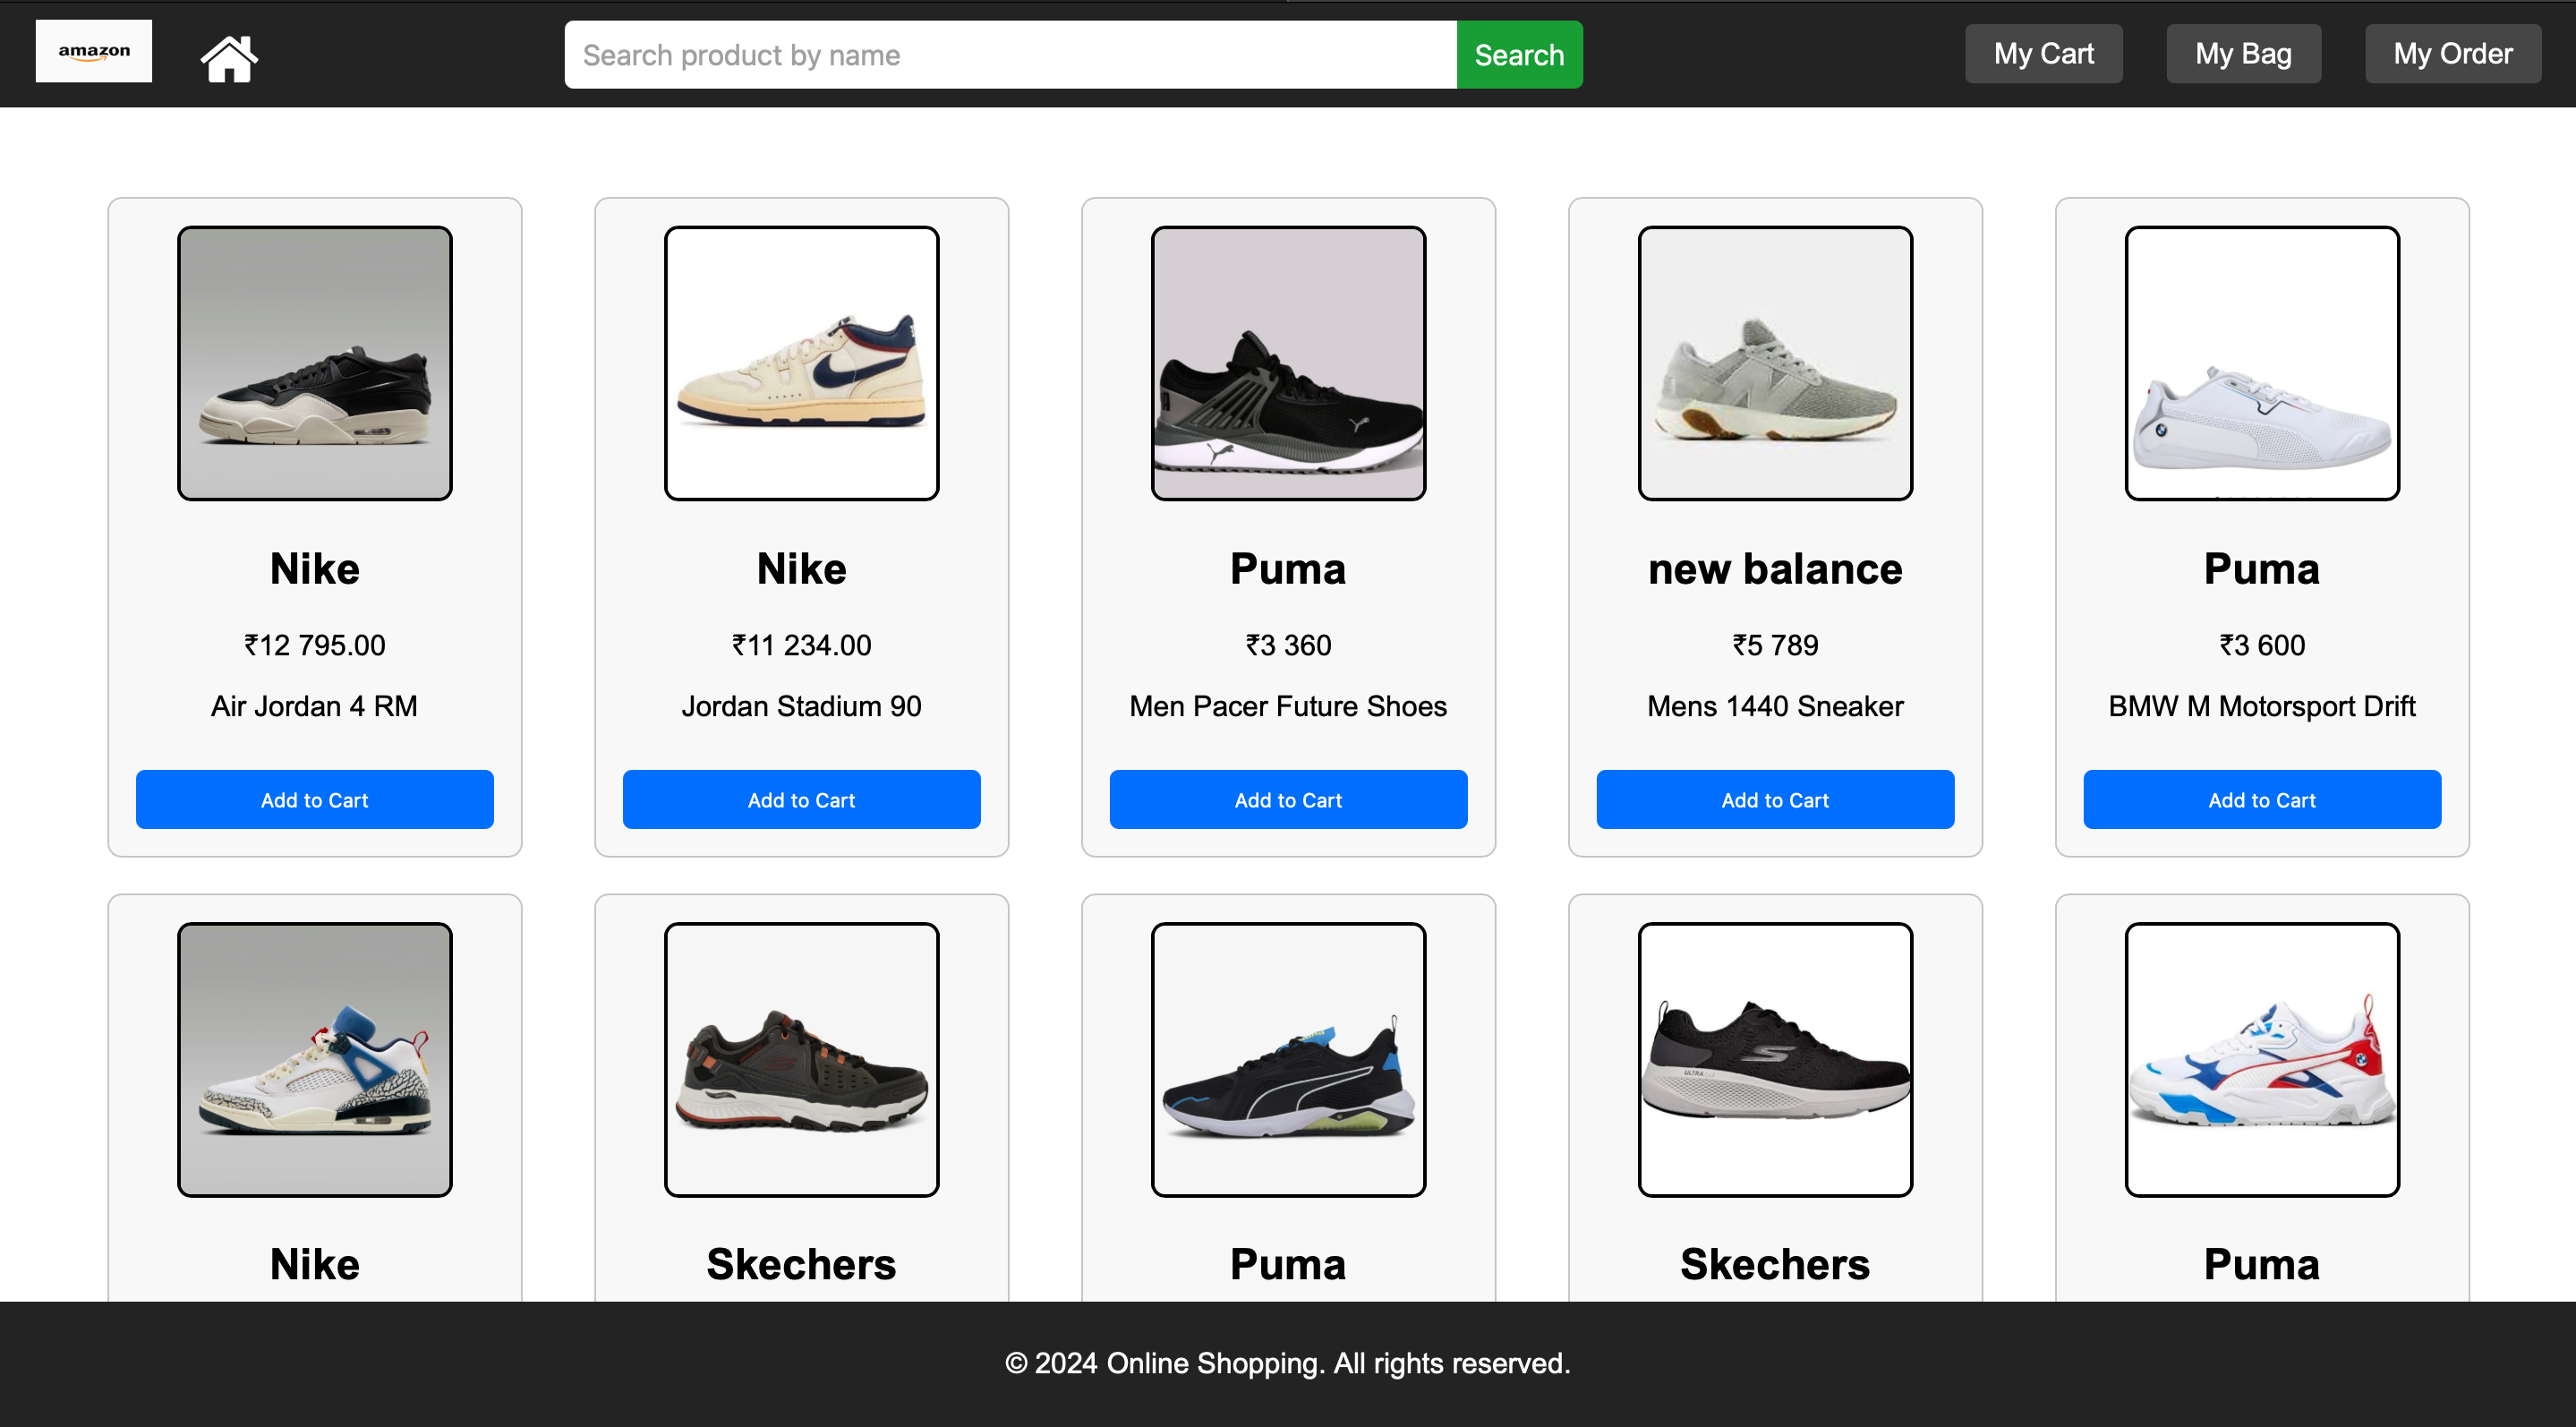 amazon
Search product by name
Search
My Cart
My Bag
My Order
Nike
₹12 795.00
Air Jordan 4 RM
Add to Cart
Nike
₹11 234.00
Jordan Stadium 90
Add to Cart
Puma
₹3 360
Men Pacer Future Shoes
Add to Cart
new balance
₹5 789
Mens 1440 Sneaker
Add to Cart
Puma
₹3 600
BMW M Motorsport Drift
Add to Cart
Nike
Skechers
Puma
Skechers
Puma
© 2024 Online Shopping. All rights reserved.